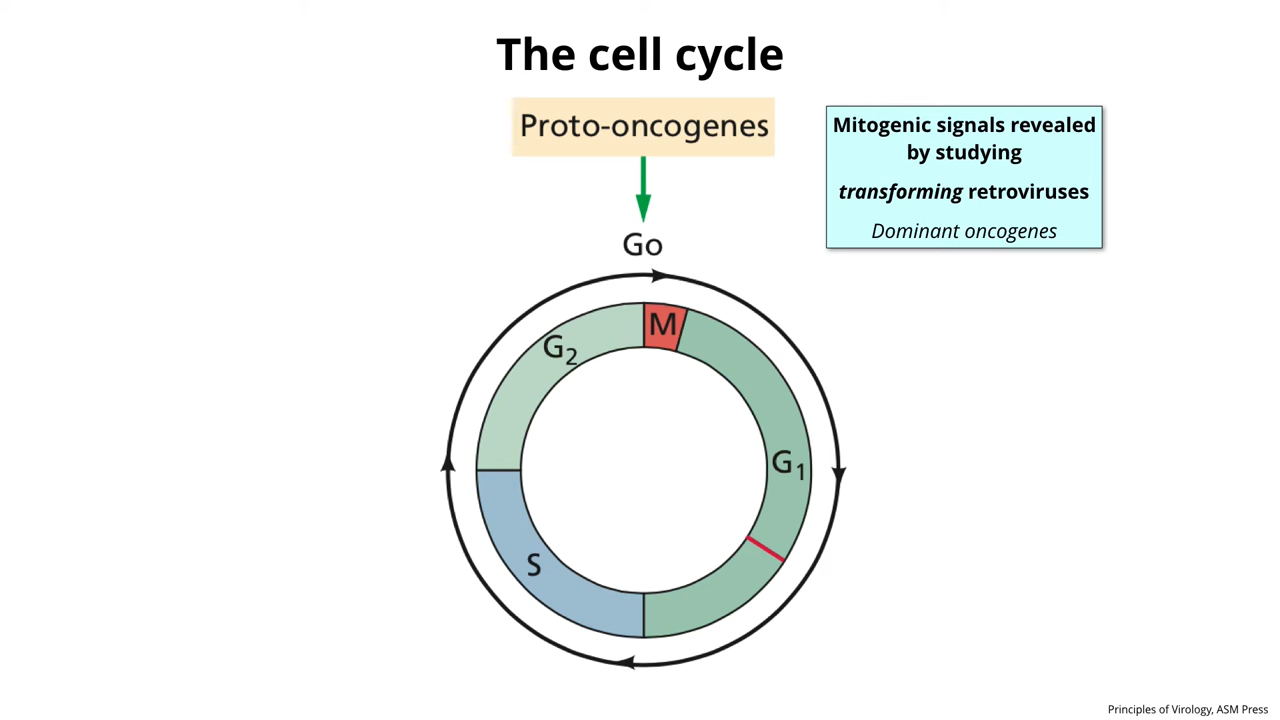 The cell cycle
Proto-oncogenes
Mitogenic signals revealed
by studying
transforming retroviruses
Dominant oncogenes
Go
M
G2
G1
S
Principles of Virology, ASM Press